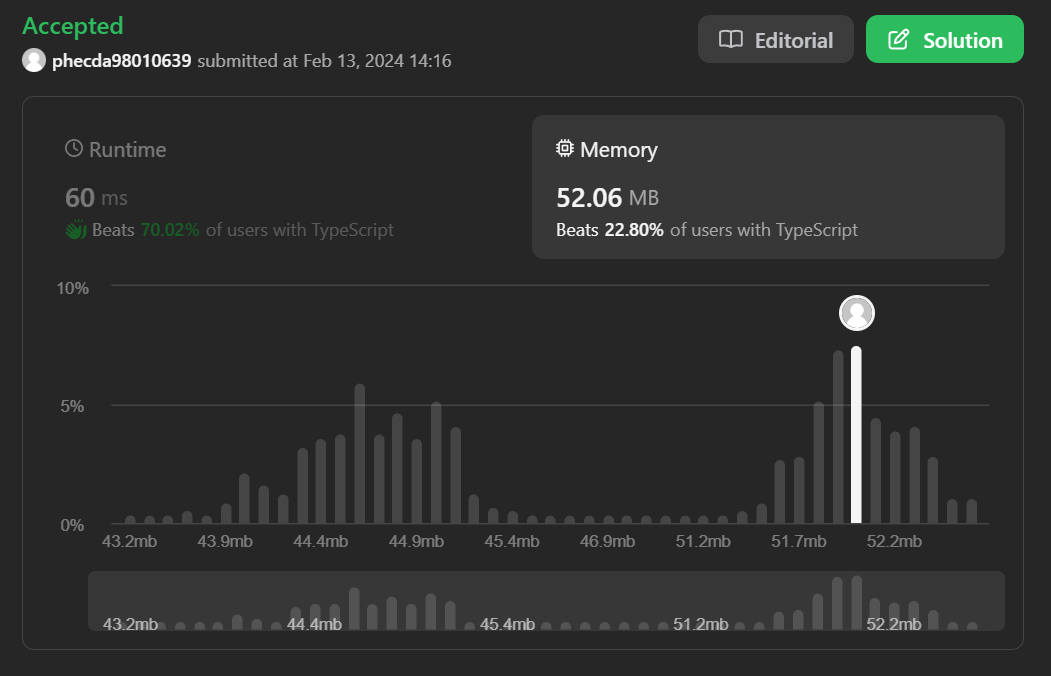 Accepted
phecda98010639 submitted at Feb 13, 2024 14:16
Editorial
Solution
Runtime
60 ms
Beats 70.02% of users with TypeScript
Memory
52.06 MB
Beats 22.80% of users with TypeScript
10%
5%
0%
43.2mb 43.9mb 44.4mb 44.9mb 45.4mb 46.9mb 51.2mb 51.7mb 52.2mb
43.2mb 44.4mb 45.4mb 51.2mb 52.2mb